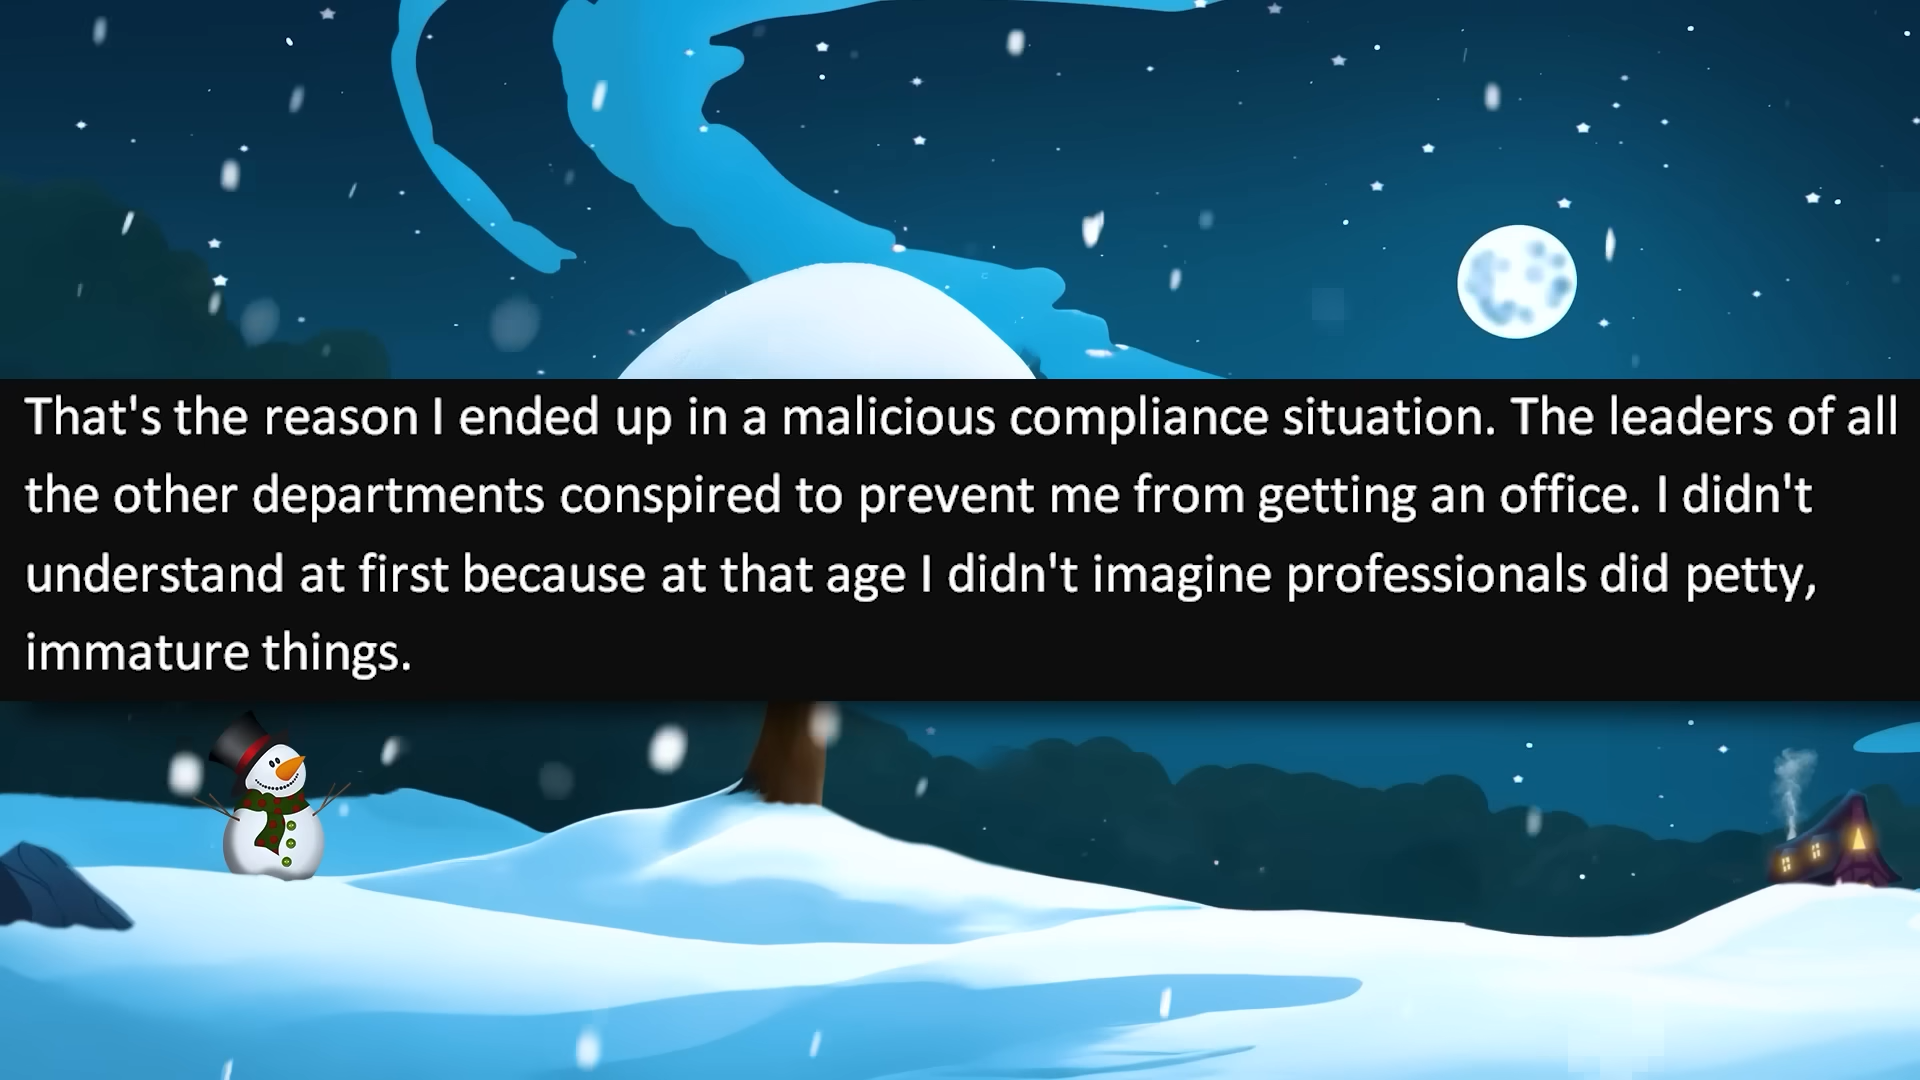 That's the reason I ended up in a malicious compliance situation. The leaders of all
the other departments conspired to prevent me from getting an office. I didn't
understand at first because at that age I didn't imagine professionals did petty,
immature things.